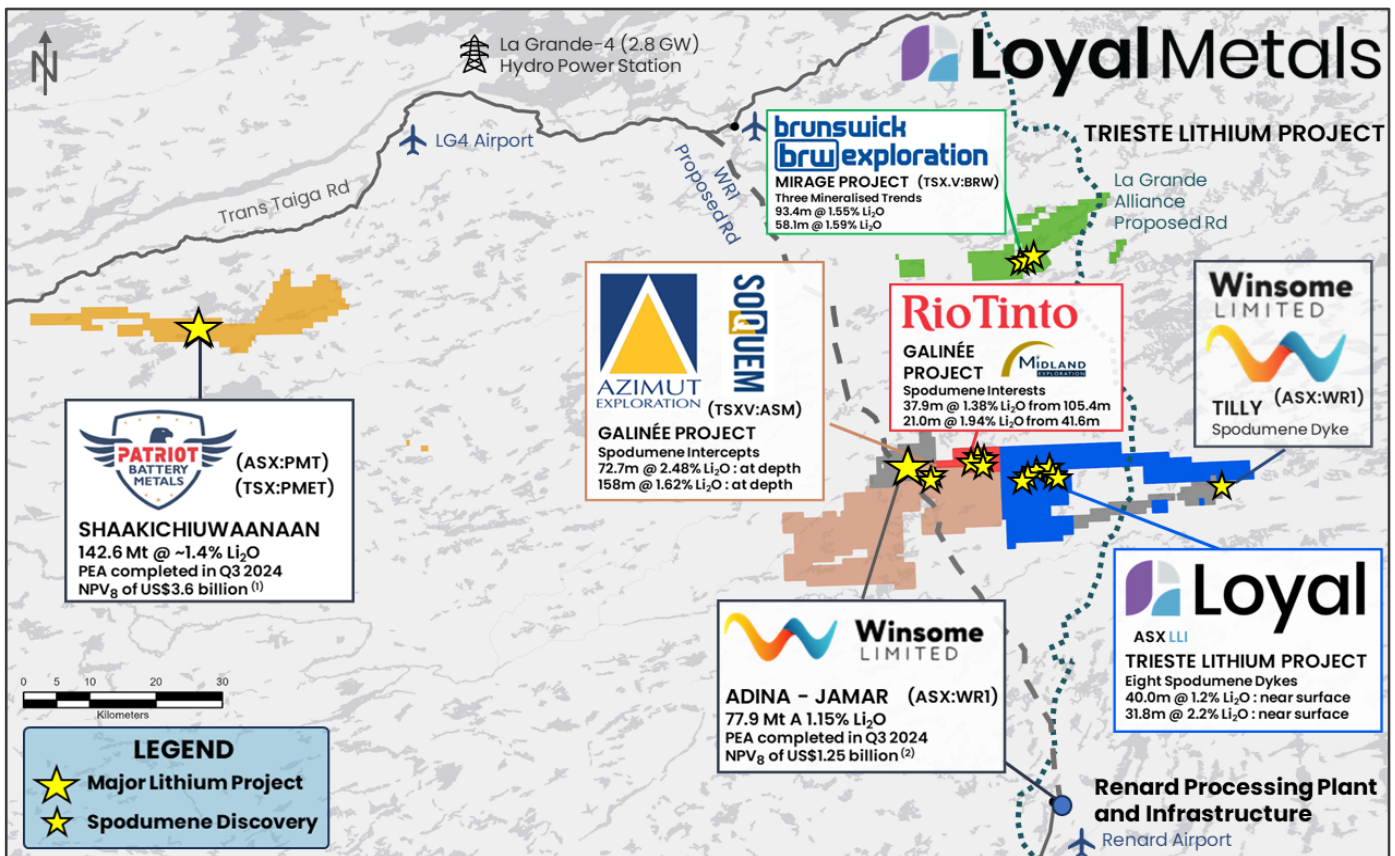 N
La Grande-4 (2.8 GW)
Hydro Power Station
Loyal Metals
TRIESTE LITHIUM PROJECT
LG4 Airport
Trans Taiga Rd
WR1
Proposed Rd
brunswick
brw exploration
MIRAGE PROJECT (TSX.V:BRW)
Three Mineralised Trends
93.4m @ 1.55% Li₂O
58.1m @ 1.59% Li₂O
La Grande
Alliance
Proposed Rd
AZIMUT
EXPLORATION
SOQUEM
(TSXV:ASM)
GALINÉE PROJECT
Spodumene Intercepts
72.7m @ 2.48% Li₂O : at depth
158m @ 1.62% Li₂O : at depth
RioTinto
GALINÉE
PROJECT
MIDLAND
EXPLORATION
Spodumene Interests
37.9m @ 1.38% Li₂O from 105.4m
21.0m @ 1.94% Li₂O from 41.6m
Winsome
LIMITED
TILLY (ASX:WR1)
Spodumene Dyke
PATRIOT
BATTERY
METALS
(ASX:PMT)
(TSX:PMET)
SHAAKICHIUWAANAAN
142.6 Mt @ ~1.4% Li₂O
PEA completed in Q3 2024
NPV₈ of US$3.6 billion (1)
Winsome
LIMITED
ADINA - JAMAR (ASX:WR1)
77.9 Mt A 1.15% Li₂O
PEA completed in Q3 2024
NPV₈ of US$1.25 billion (2)
Loyal
ASX LLI
TRIESTE LITHIUM PROJECT
Eight Spodumene Dykes
40.0m @ 1.2% Li₂O : near surface
31.8m @ 2.2% Li₂O : near surface
0 5 10 20 30
Kilometers
LEGEND
Major Lithium Project
Spodumene Discovery
Renard Processing Plant
and Infrastructure
Renard Airport